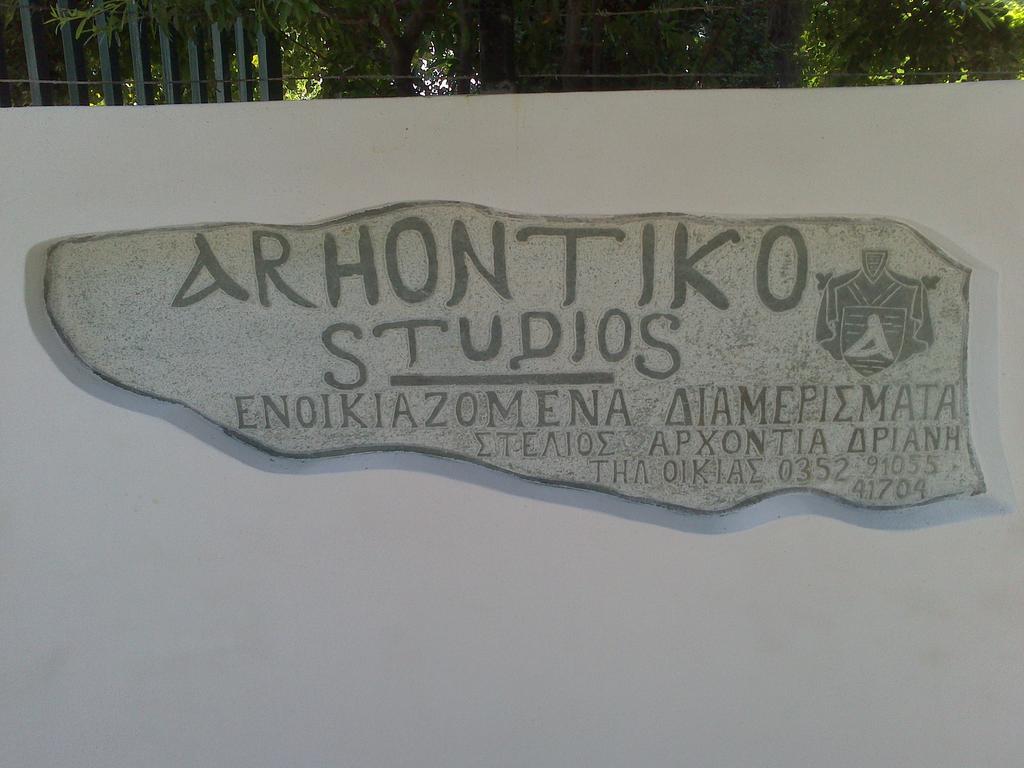 ARHONTIKO
STUDIOS
ΕΝΟΙΚΙΑΖΟΜΕΝΑ ΔΙΑΜΕΡΙΣΜΑΤΑ
ΣΤΕΛΙΟΣ ΑΡΧΟΝΤΙΑ ΔΡΙΑΝΗ
ΤΗΛ ΟΙΚΙΑΣ 0352 91055
41704